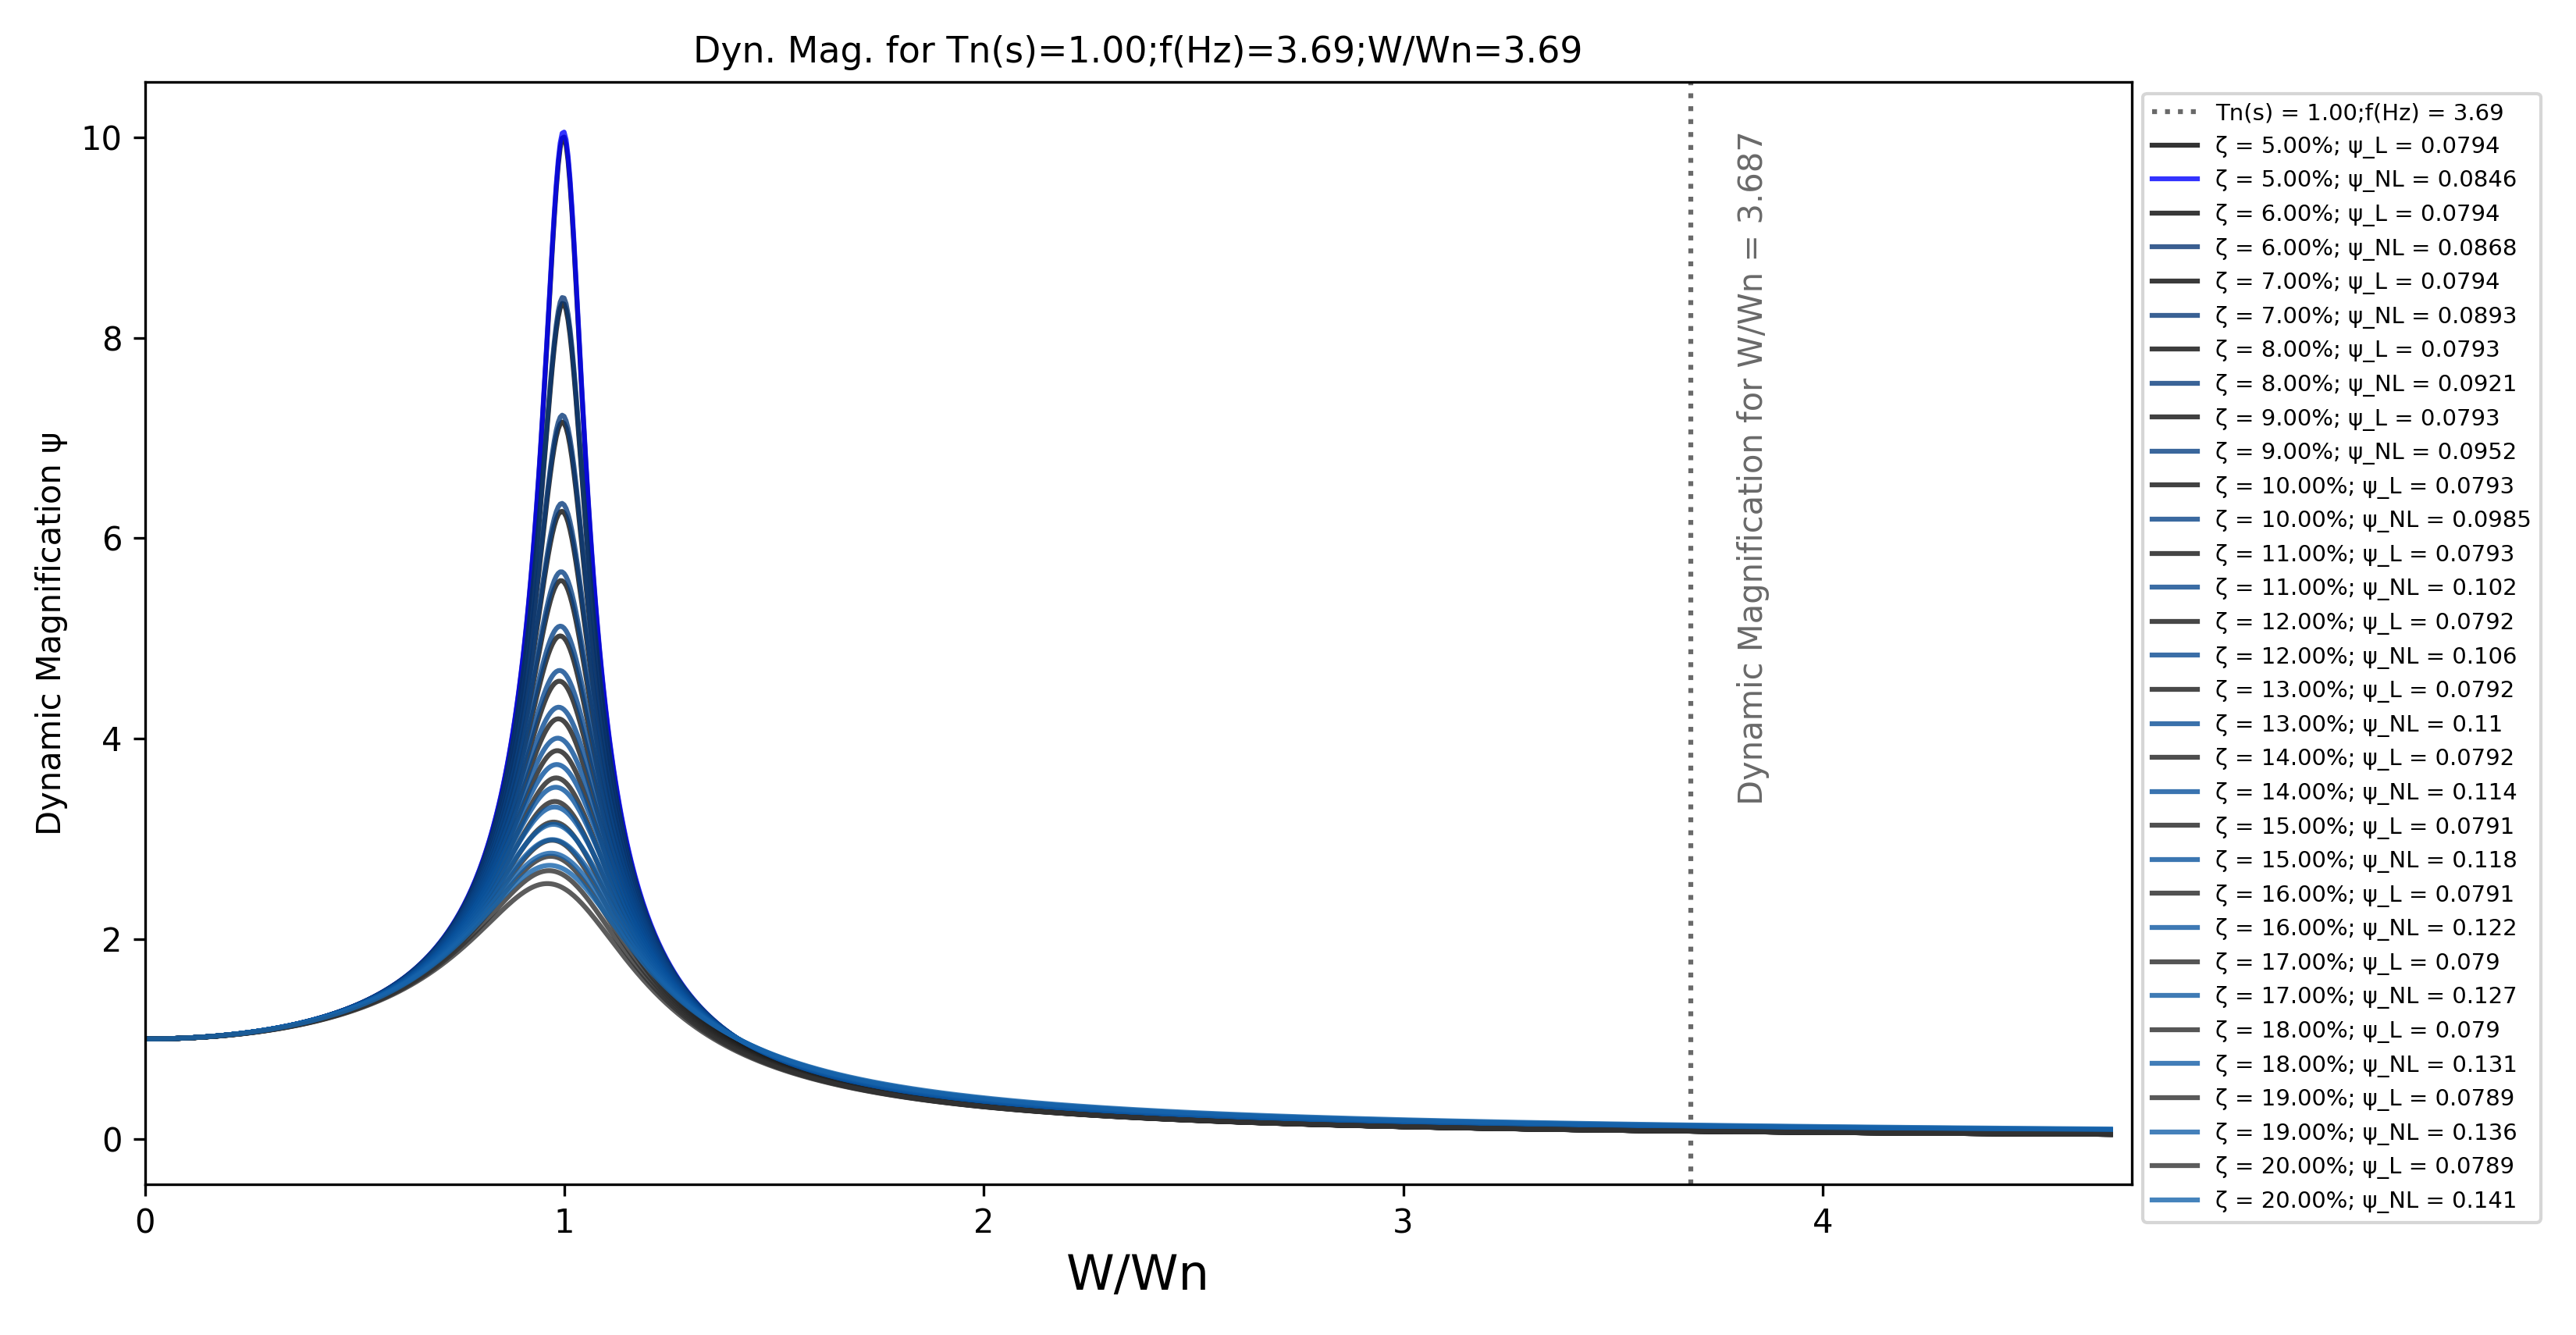 Dyn. Mag. for Tn(s)=1.00;f(Hz)=3.69;W/Wn=3.69
Dynamic Magnification ψ
10
8
6
4
2
0
0
1
2
3
4
W/Wn
Dynamic Magnification for W/Wn = 3.687
Tn(s) = 1.00;f(Hz) = 3.69
ζ = 5.00%; ψ_L = 0.0794
ζ = 5.00%; ψ_NL = 0.0846
ζ = 6.00%; ψ_L = 0.0794
ζ = 6.00%; ψ_NL = 0.0868
ζ = 7.00%; ψ_L = 0.0794
ζ = 7.00%; ψ_NL = 0.0893
ζ = 8.00%; ψ_L = 0.0793
ζ = 8.00%; ψ_NL = 0.0921
ζ = 9.00%; ψ_L = 0.0793
ζ = 9.00%; ψ_NL = 0.0952
ζ = 10.00%; ψ_L = 0.0793
ζ = 10.00%; ψ_NL = 0.0985
ζ = 11.00%; ψ_L = 0.0793
ζ = 11.00%; ψ_NL = 0.102
ζ = 12.00%; ψ_L = 0.0792
ζ = 12.00%; ψ_NL = 0.106
ζ = 13.00%; ψ_L = 0.0792
ζ = 13.00%; ψ_NL = 0.11
ζ = 14.00%; ψ_L = 0.0792
ζ = 14.00%; ψ_NL = 0.114
ζ = 15.00%; ψ_L = 0.0791
ζ = 15.00%; ψ_NL = 0.118
ζ = 16.00%; ψ_L = 0.0791
ζ = 16.00%; ψ_NL = 0.122
ζ = 17.00%; ψ_L = 0.079
ζ = 17.00%; ψ_NL = 0.127
ζ = 18.00%; ψ_L = 0.079
ζ = 18.00%; ψ_NL = 0.131
ζ = 19.00%; ψ_L = 0.0789
ζ = 19.00%; ψ_NL = 0.136
ζ = 20.00%; ψ_L = 0.0789
ζ = 20.00%; ψ_NL = 0.141